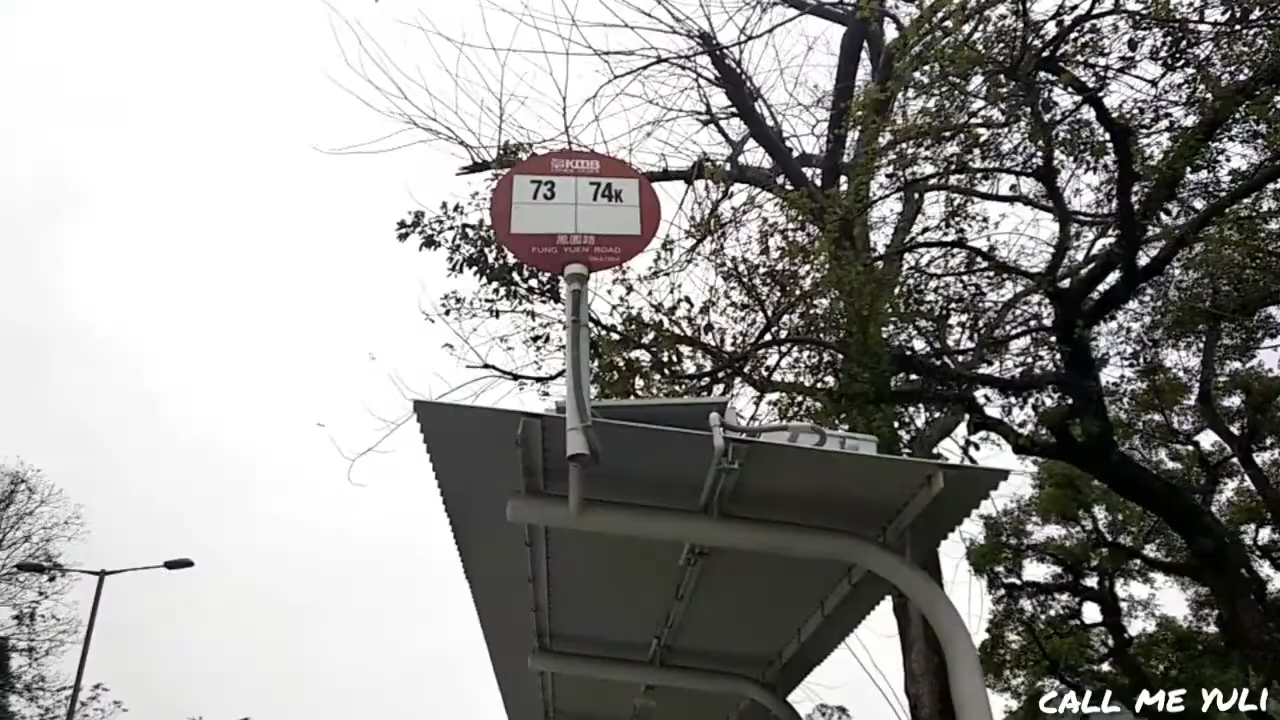 KMB
73 74K
鳳園路
FUNG YUEN ROAD
CALL ME YULI